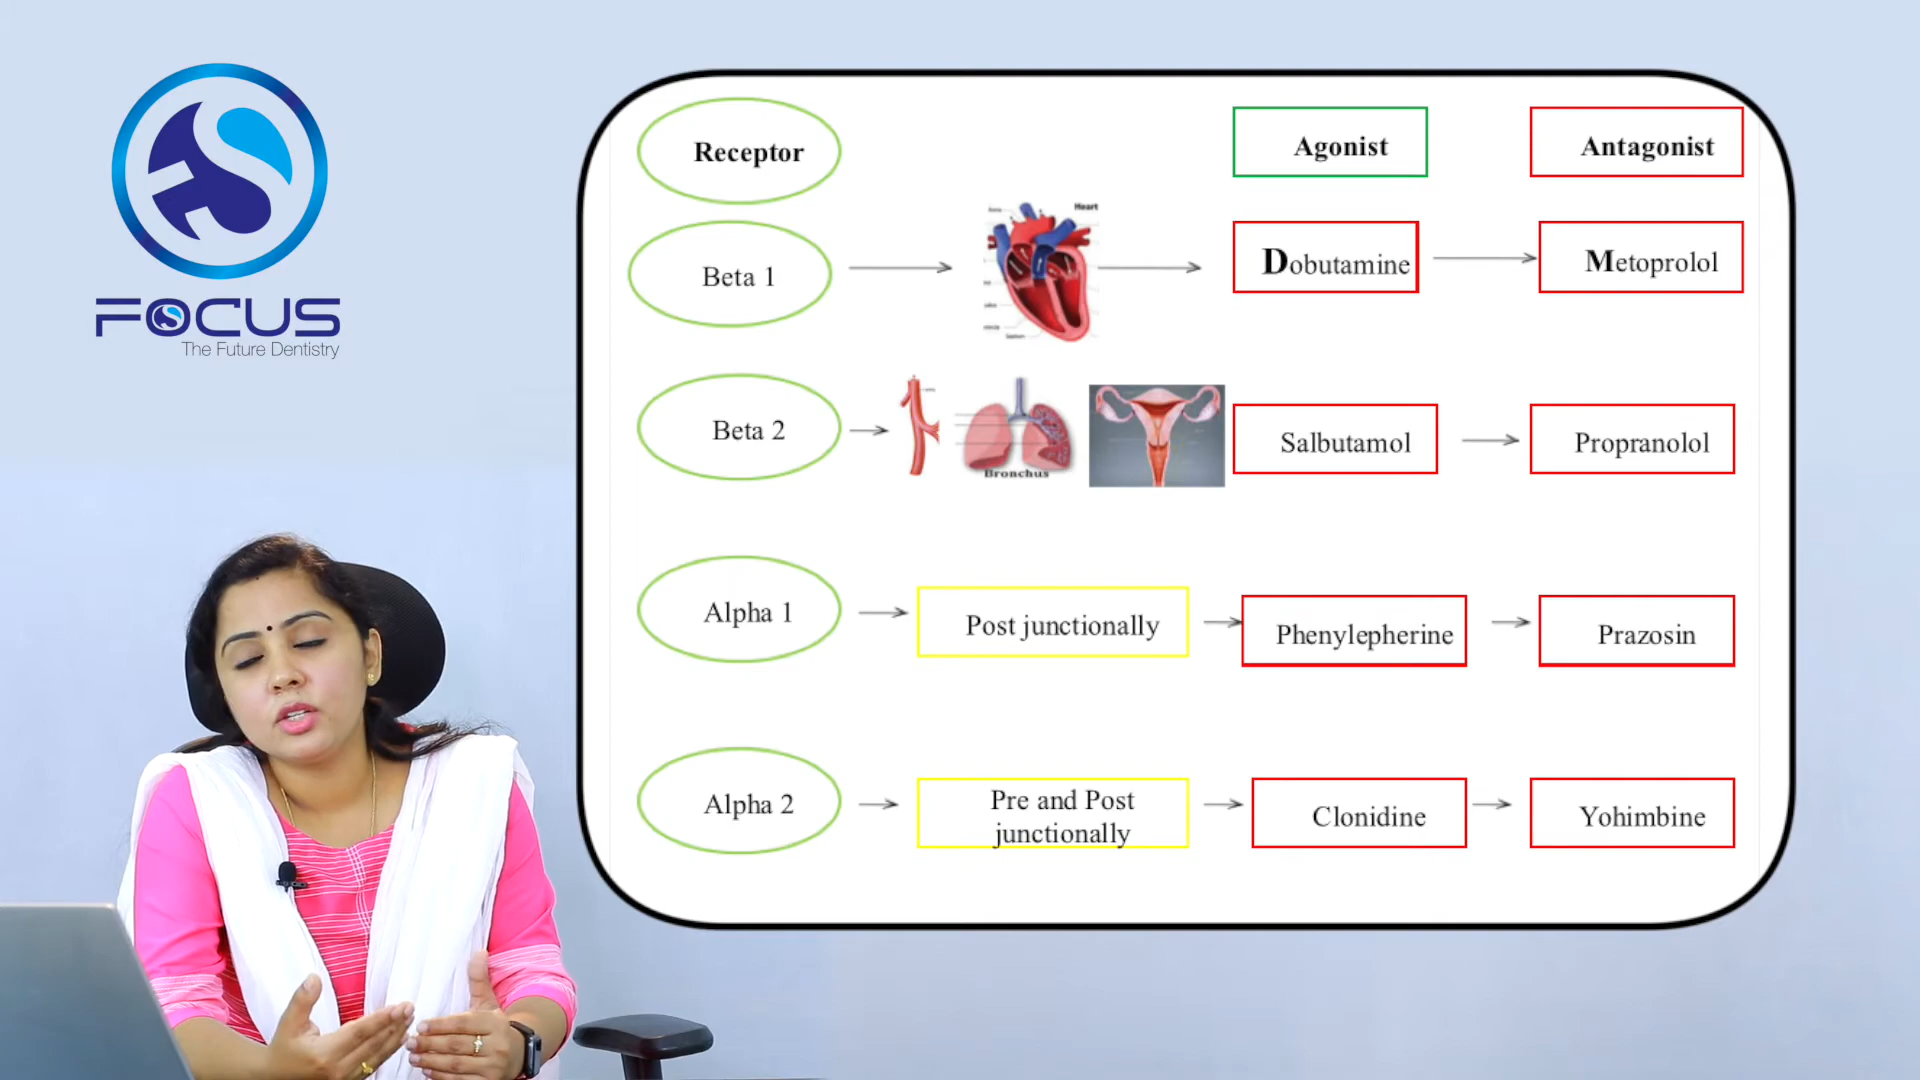 FOCUS
The Future Dentistry
Receptor
Agonist
Antagonist
Heart
Beta 1
Dobutamine
Metoprolol
Beta 2
Bronchus
Salbutamol
Propranolol
Alpha 1
Post junctionally
Phenylepherine
Prazosin
Alpha 2
Pre and Post
junctionally
Clonidine
Yohimbine